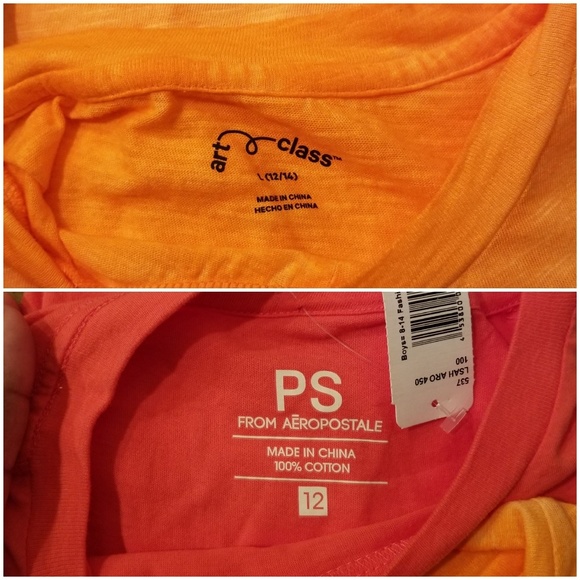 art class™
L (12/14)
MADE IN CHINA
HECHO EN CHINA
PS
FROM AÉROPOSTALE
MADE IN CHINA
100% COTTON
12
Boys= 8-14 Fashi
537
LSAH ARO 450
100